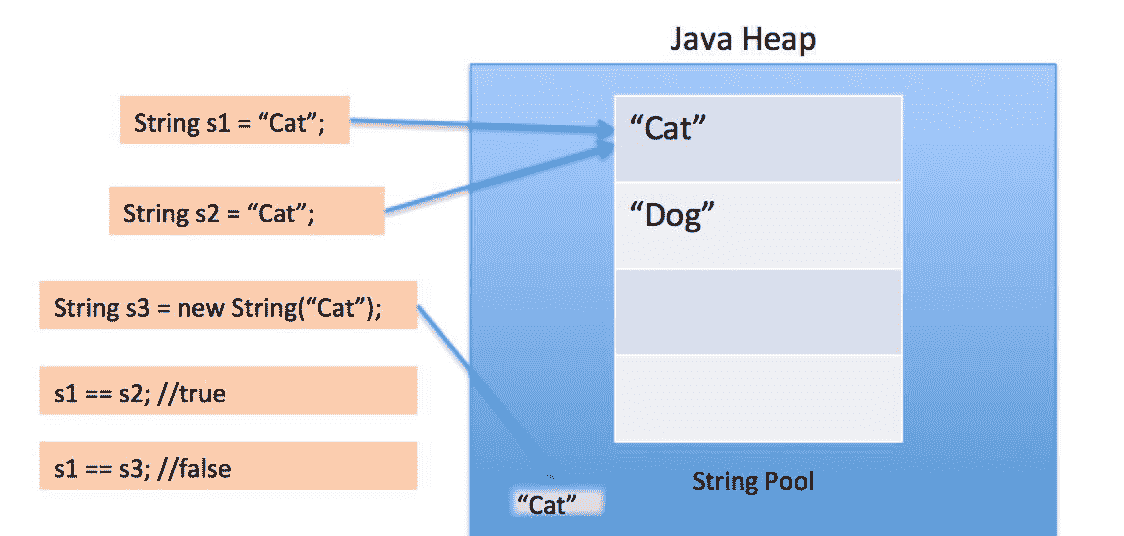 Java Heap
String s1 = “Cat”;
String s2 = “Cat”;
String s3 = new String(“Cat”);
s1 == s2; //true
s1 == s3; //false
“Cat”
“Dog”
String Pool
“Cat”